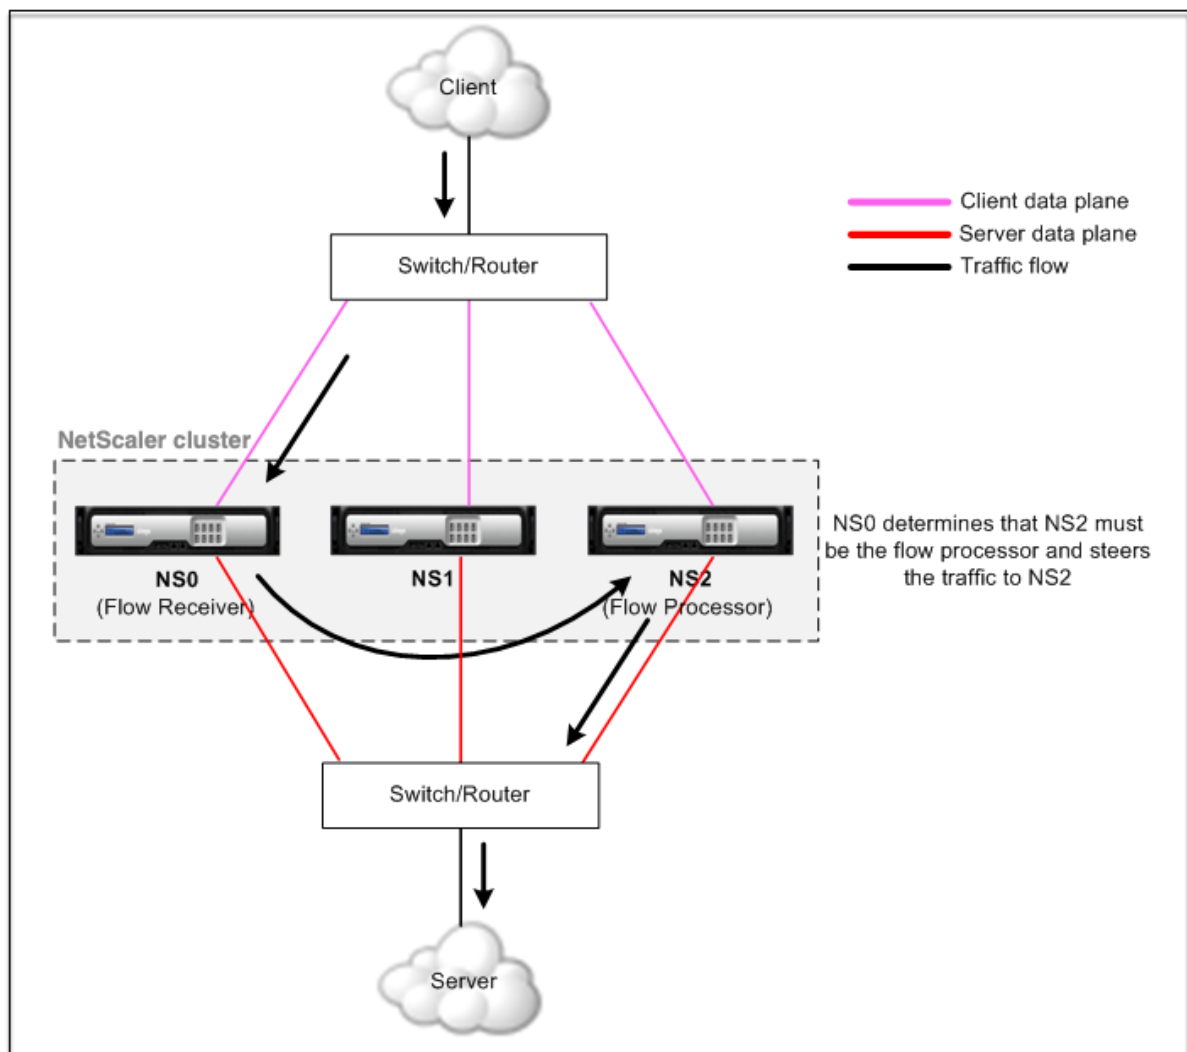 Client
Client data plane
Server data plane
Traffic flow
Switch/Router
NetScaler cluster
NS0
(Flow Receiver)
NS1
NS2
(Flow Processor)
NS0 determines that NS2 must
be the flow processor and steers
the traffic to NS2
Switch/Router
Server